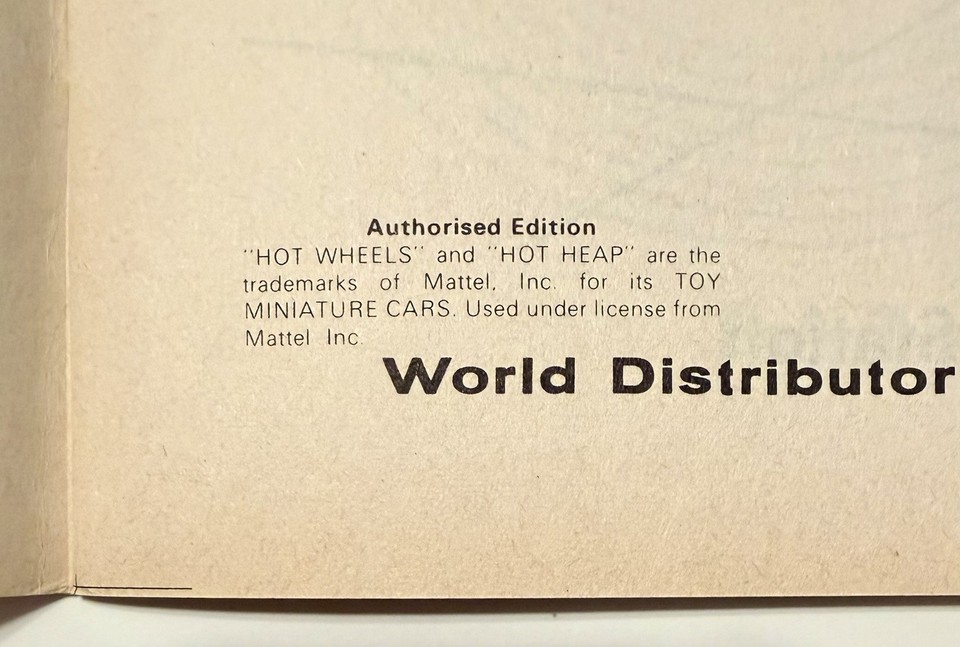 Authorised Edition
"HOT WHEELS" and "HOT HEAP" are the
trademarks of Mattel, Inc. for its TOY
MINIATURE CARS. Used under license from
Mattel Inc.
World Distributor